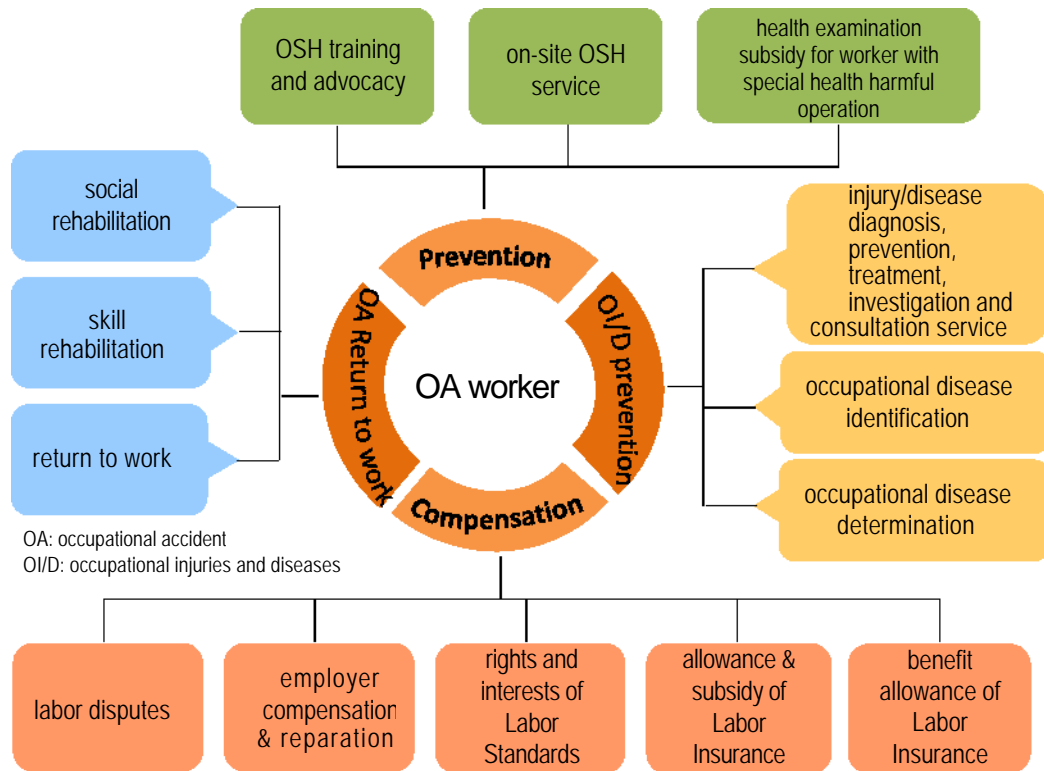 OSH training
and advocacy
on-site OSH
service
health examination
subsidy for worker with
special health harmful
operation
social
rehabilitation
skill
rehabilitation
return to work
Prevention
OI/D prevention
Compensation
OA Return to work
OA worker
injury/disease
diagnosis,
prevention,
treatment,
investigation and
consultation service
occupational disease
identification
occupational disease
determination
OA: occupational accident
OI/D: occupational injuries and diseases
labor disputes
employer
compensation
& reparation
rights and
interests of
Labor
Standards
allowance &
subsidy of
Labor
Insurance
benefit
allowance of
Labor
Insurance